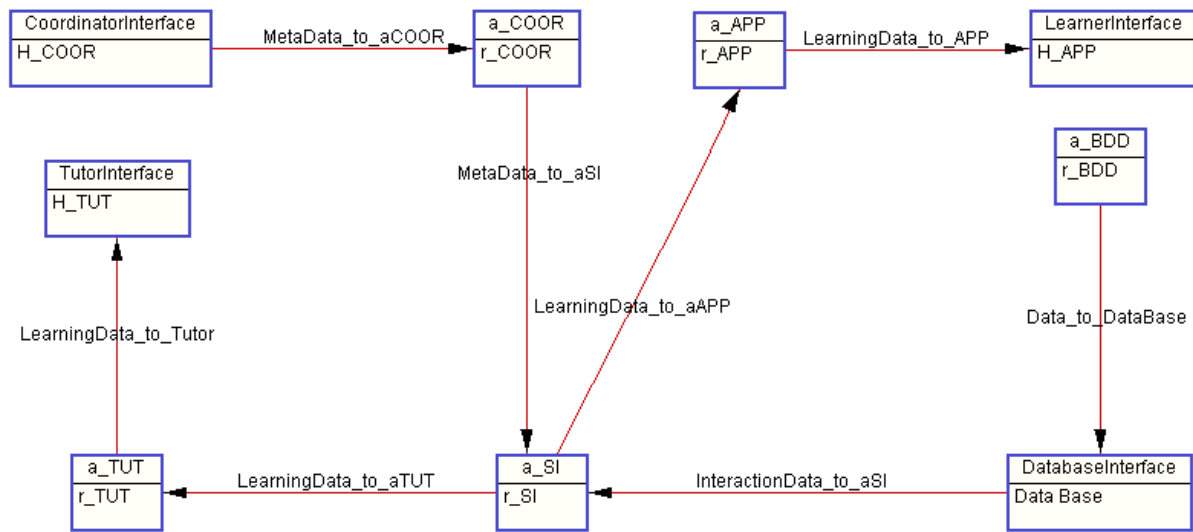 CoordinatorInterface
H_COOR
MetaData_to_aCOOR
a_COOR
r_COOR
a_APP
r_APP
LearningData_to_APP
LearnerInterface
H_APP
a_BDD
r_BDD
TutorInterface
H_TUT
MetaData_to_aSI
LearningData_to_aAPP
Data_to_DataBase
LearningData_to_Tutor
a_TUT
r_TUT
LearningData_to_aTUT
a_SI
r_SI
InteractionData_to_aSI
DatabaseInterface
Data Base